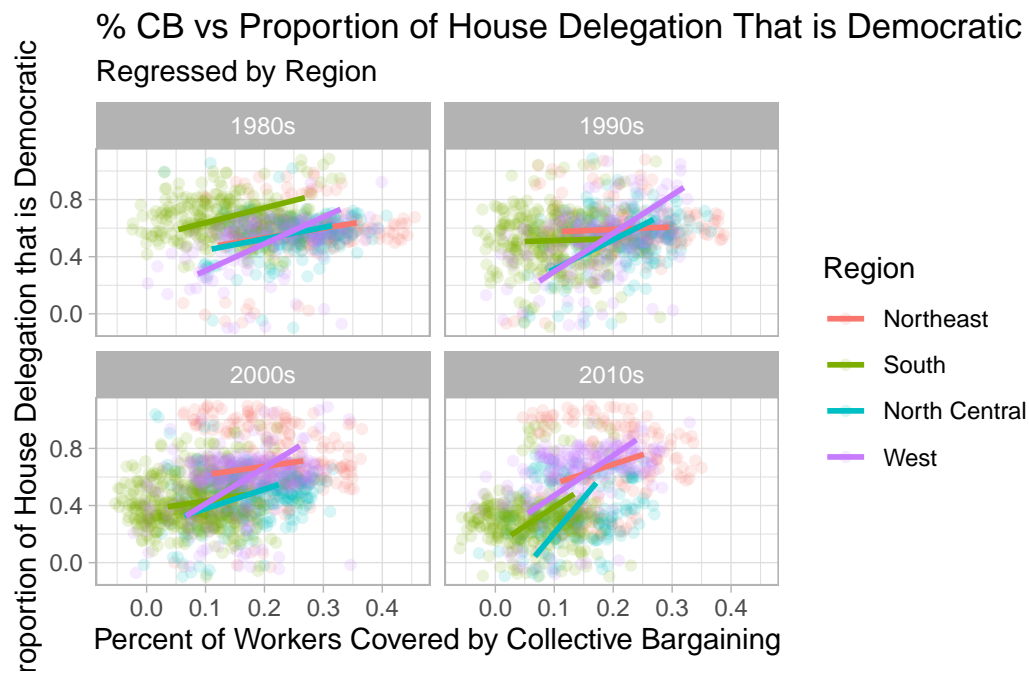 % CB vs Proportion of House Delegation That is Democratic
Regressed by Region
roportion of House Delegation that is Democratic
1980s
1990s
0.8
0.4
0.0
2000s
2010s
0.8
0.4
0.0
0.0 0.1 0.2 0.3 0.4
0.0 0.1 0.2 0.3 0.4
Percent of Workers Covered by Collective Bargaining
Region
Northeast
South
North Central
West